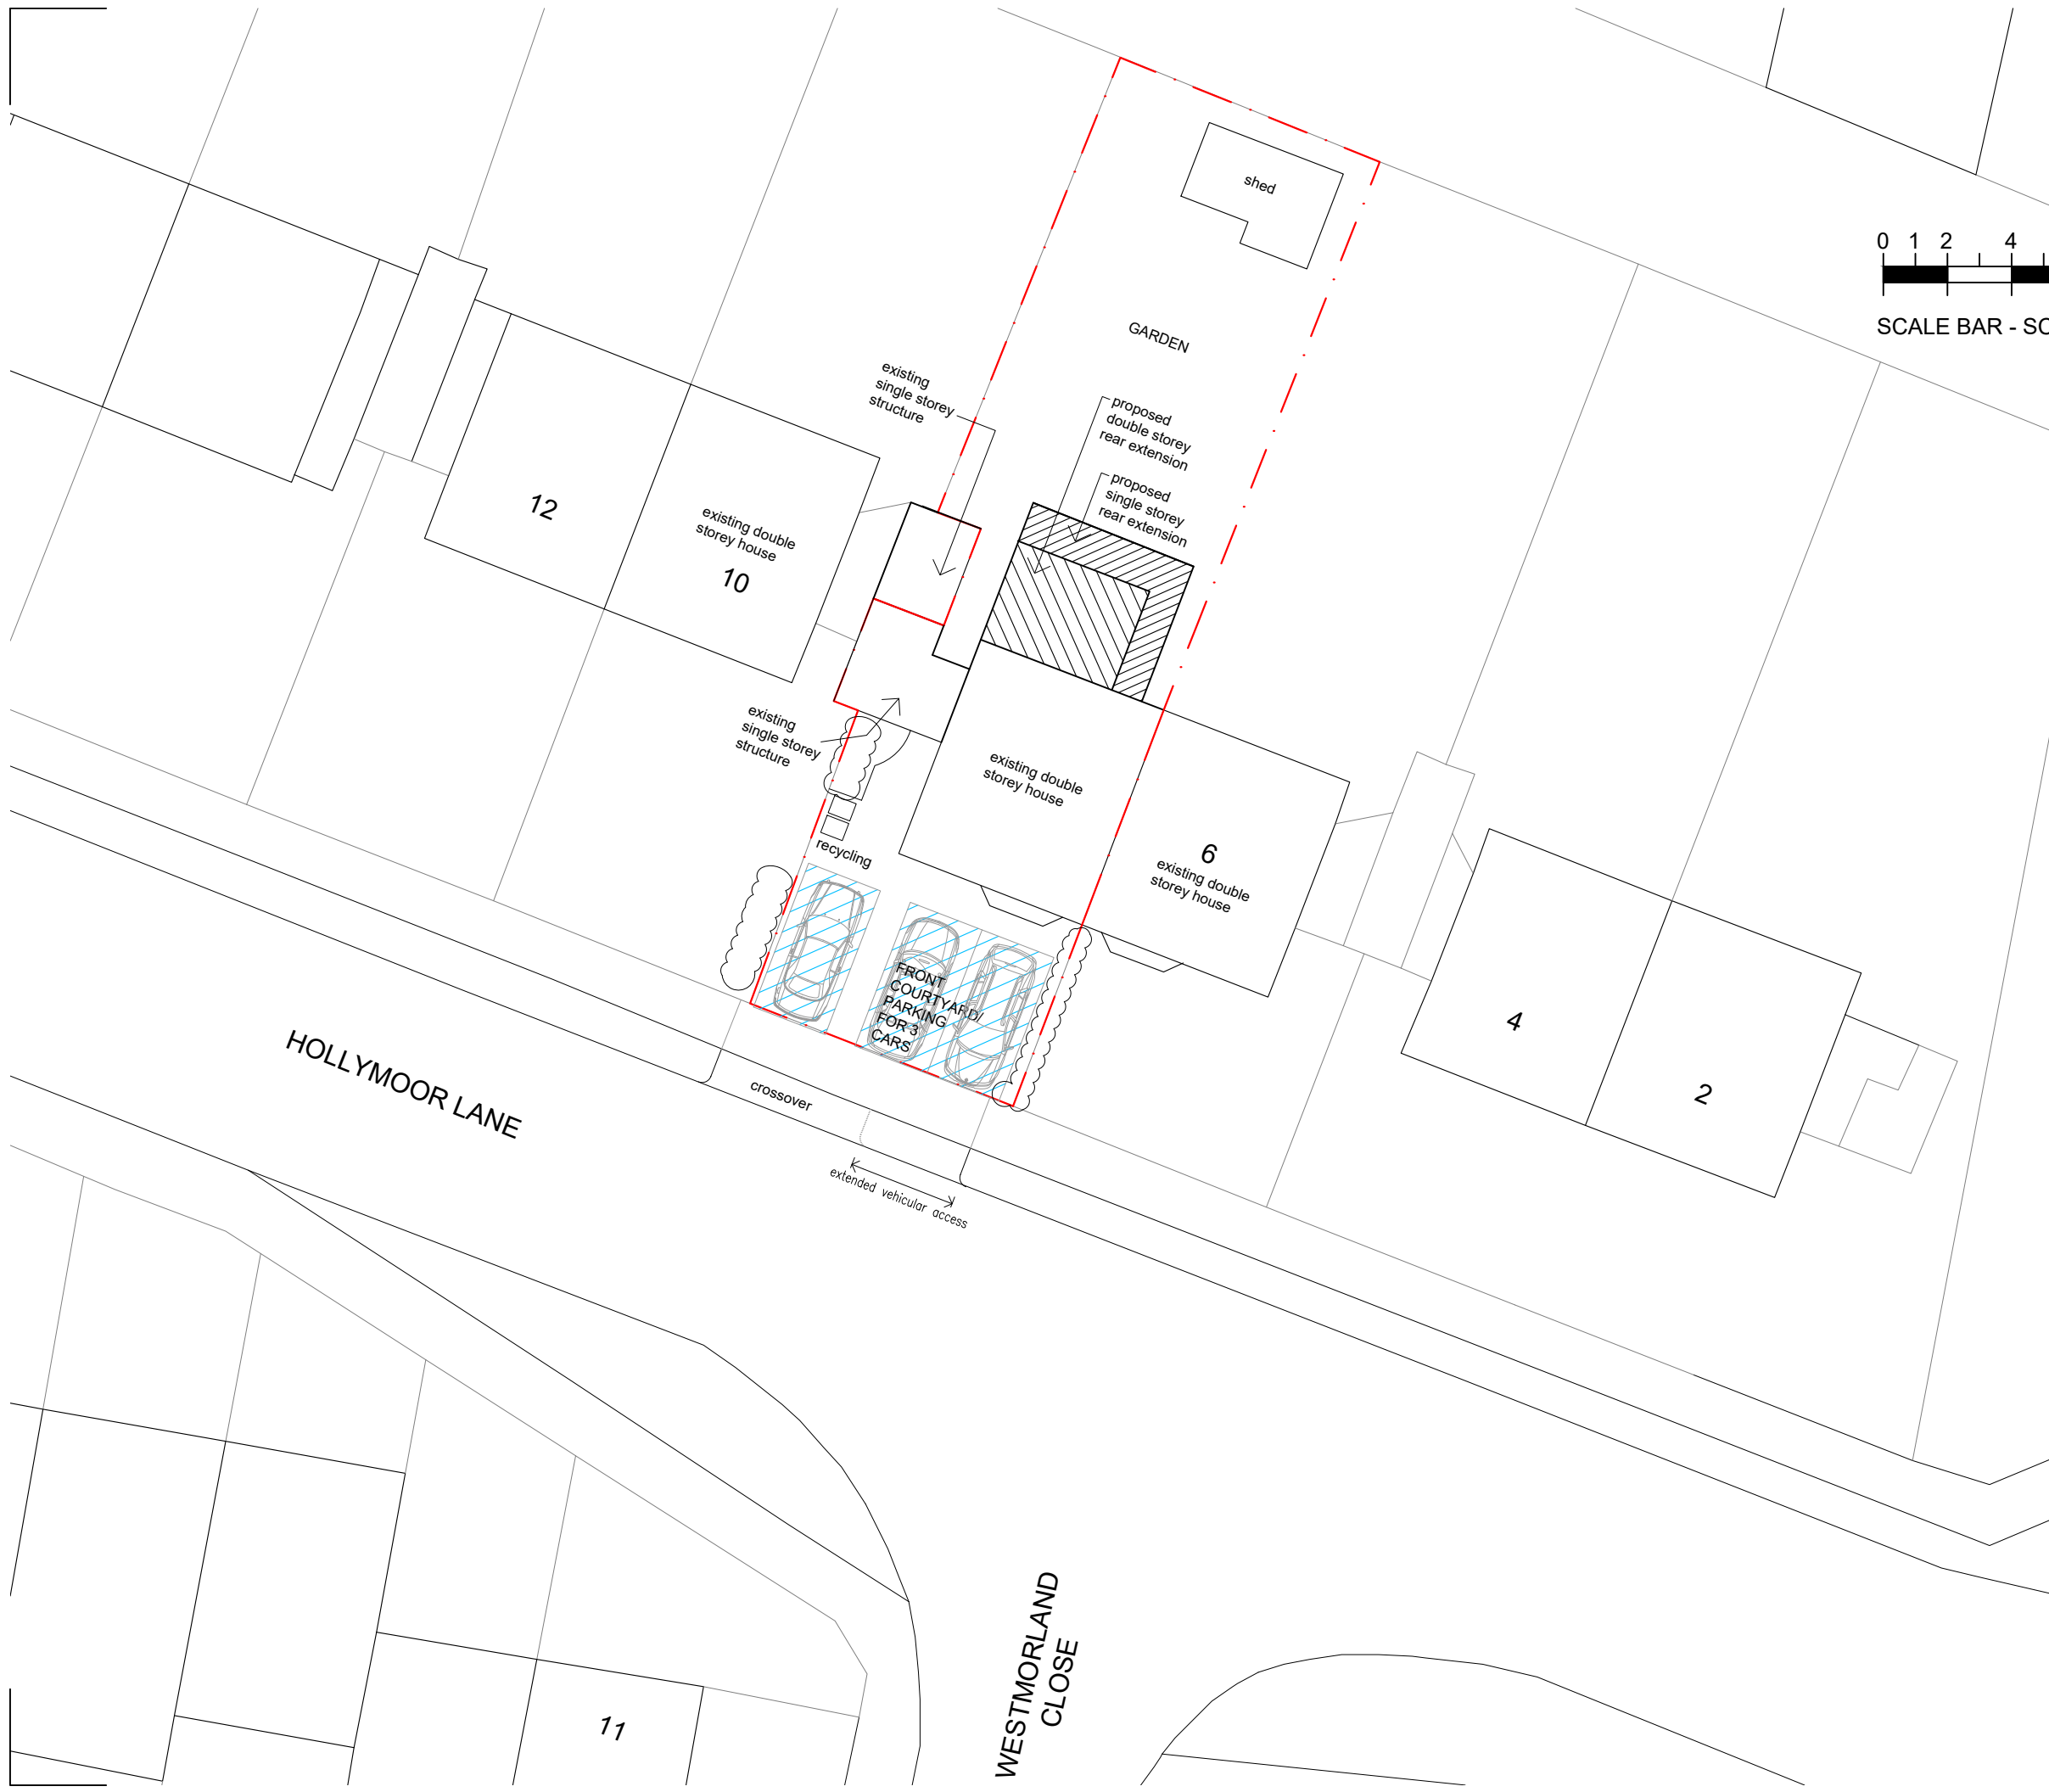 shed
0 1 2 4
SCALE BAR - SC
GARDEN
existing
single storey
structure
proposed
double storey
rear extension
proposed
single storey
rear extension
12
existing double
storey house
10
existing
single storey
structure
existing double
storey house
recycling
6
existing double
storey house
FRONT
COURTYARD/
PARKING
FOR 3
CARS
4
2
HOLLYMOOR LANE
crossover
extended vehicular access
WESTMORLAND
CLOSE
11